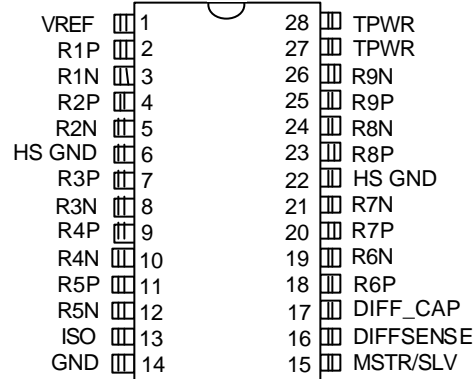 VREF 1 28 TPWR
R1P 2 27 TPWR
R1N 3 26 R9N
R2P 4 25 R9P
R2N 5 24 R8N
HS GND 6 23 R8P
R3P 7 22 HS GND
R3N 8 21 R7N
R4P 9 20 R7P
R4N 10 19 R6N
R5P 11 18 R6P
R5N 12 17 DIFF_CAP
ISO 13 16 DIFFSENSE
GND 14 15 MSTR/SLV